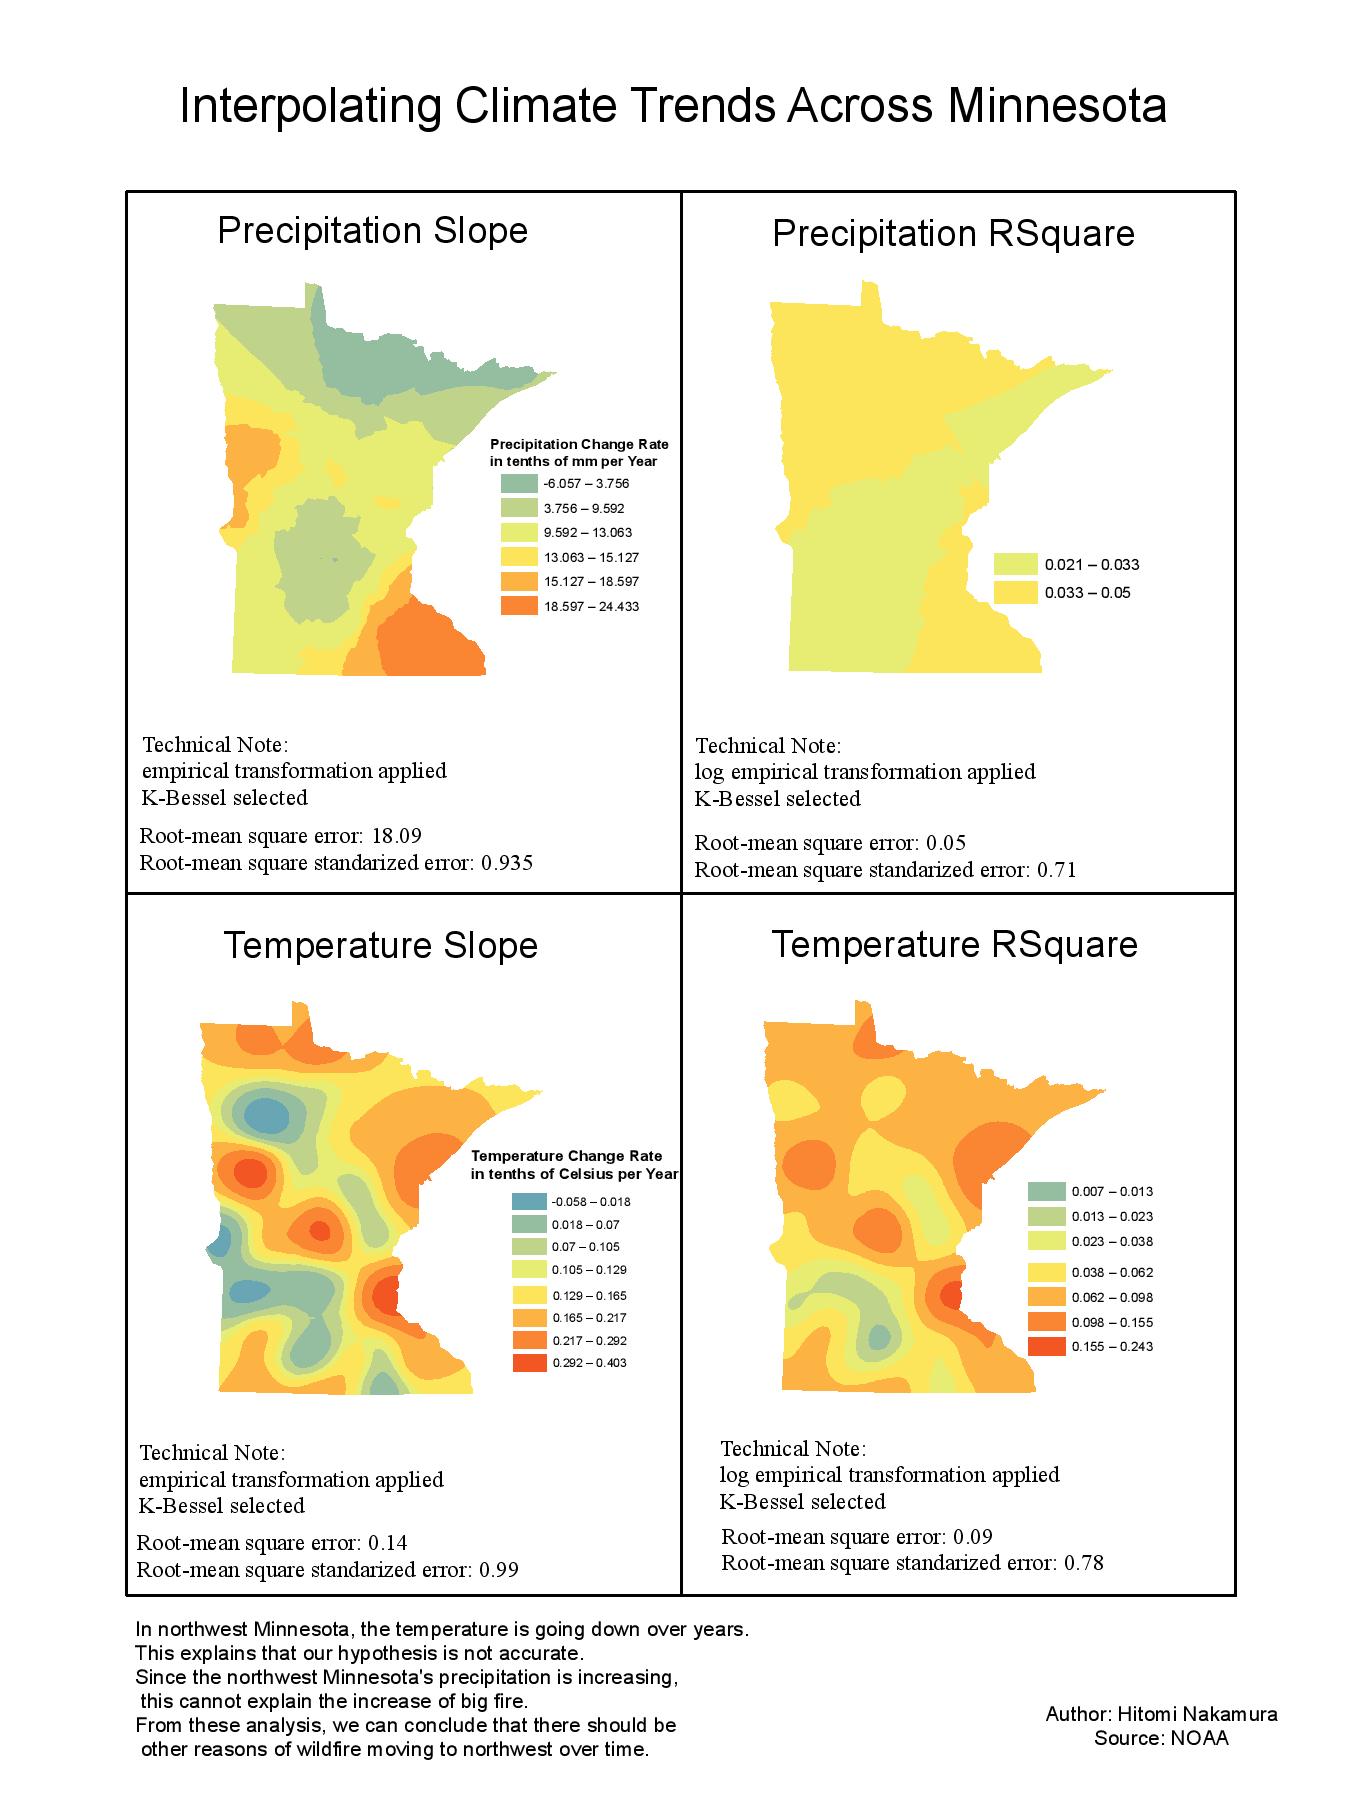 Interpolating Climate Trends Across Minnesota
Precipitation Slope
Precipitation Change Rate
in tenths of mm per Year
-6.057 – 3.756
3.756 – 9.592
9.592 – 13.063
13.063 – 15.127
15.127 – 18.597
18.597 – 24.433
Technical Note:
empirical transformation applied
K-Bessel selected
Root-mean square error: 18.09
Root-mean square standarized error: 0.935
Precipitation RSquare
0.021 – 0.033
0.033 – 0.05
Technical Note:
log empirical transformation applied
K-Bessel selected
Root-mean square error: 0.05
Root-mean square standarized error: 0.71
Temperature Slope
Temperature Change Rate
in tenths of Celsius per Year
-0.058 – 0.018
0.018 – 0.07
0.07 – 0.105
0.105 – 0.129
0.129 – 0.165
0.165 – 0.217
0.217 – 0.292
0.292 – 0.403
Technical Note:
empirical transformation applied
K-Bessel selected
Root-mean square error: 0.14
Root-mean square standarized error: 0.99
Temperature RSquare
0.007 – 0.013
0.013 – 0.023
0.023 – 0.038
0.038 – 0.062
0.062 – 0.098
0.098 – 0.155
0.155 – 0.243
Technical Note:
log empirical transformation applied
K-Bessel selected
Root-mean square error: 0.09
Root-mean square standarized error: 0.78
In northwest Minnesota, the temperature is going down over years.
This explains that our hypothesis is not accurate.
Since the northwest Minnesota's precipitation is increasing,
this cannot explain the increase of big fire.
From these analysis, we can conclude that there should be
other reasons of wildfire moving to northwest over time.
Author: Hitomi Nakamura
Source: NOAA